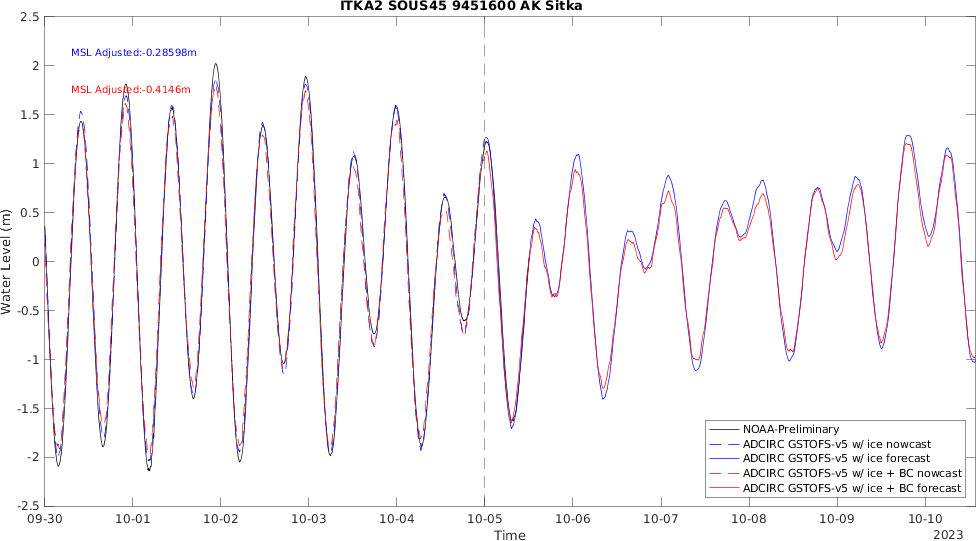 ITKA2 SOUS45 9451600 AK Sitka
MSL Adjusted:-0.28598m
MSL Adjusted:-0.4146m
Water Level (m)
2.5
2
1.5
1
0.5
0
-0.5
-1
-1.5
-2
-2.5
NOAA-Preliminary
ADCIRC GSTOFS-v5 w/ ice nowcast
ADCIRC GSTOFS-v5 w/ ice forecast
ADCIRC GSTOFS-v5 w/ ice + BC nowcast
ADCIRC GSTOFS-v5 w/ ice + BC forecast
09-30 10-01 10-02 10-03 10-04 10-05 10-06 10-07 10-08 10-09 10-10
Time
2023